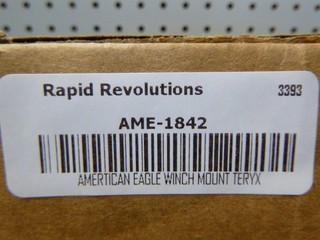 Rapid Revolutions 3393
AME-1842
AMERTICAN EAGLE WINCH MOUNT TERYX